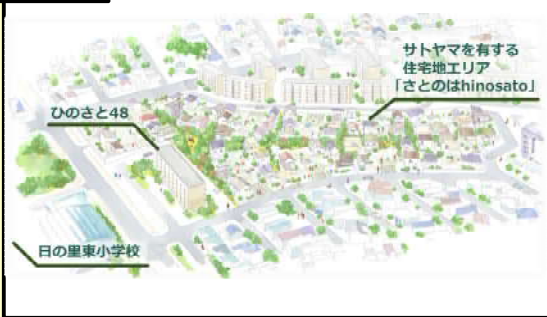 サトヤマを有する
住宅地エリア
「さとのはhinosato」
ひのさと48
日の里東小学校